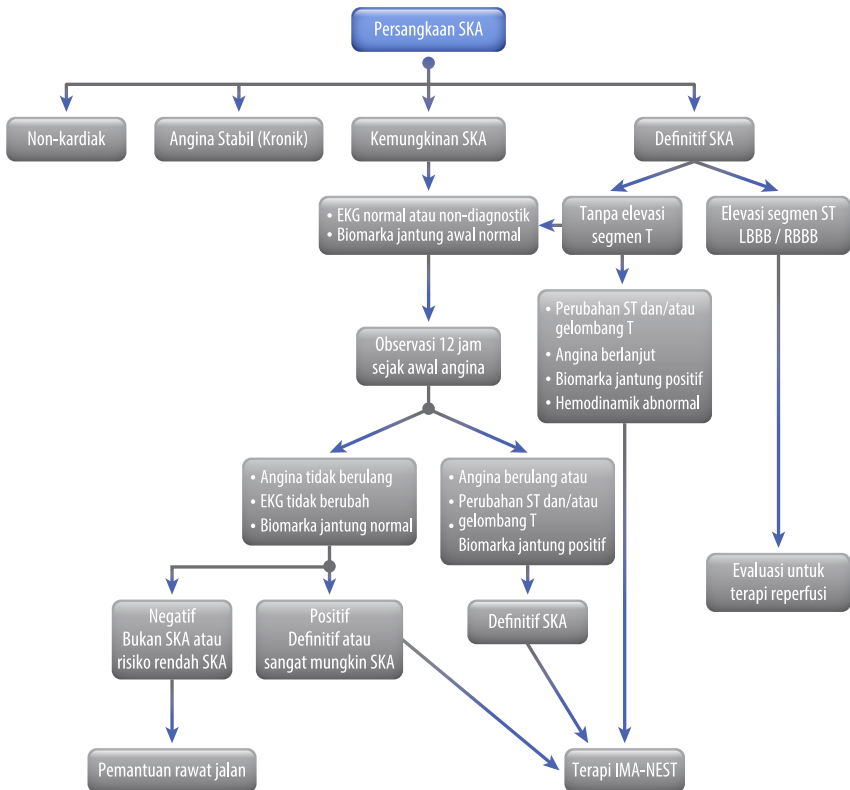 Persangkaan SKA
Non-kardiak
Angina Stabil (Kronik)
Kemungkinan SKA
Definitif SKA
• EKG normal atau non-diagnostik
• Biomarka jantung awal normal
Tanpa elevasi
segmen T
Elevasi segmen ST
LBBB / RBBB
• Perubahan ST dan/atau
gelombang T
• Angina berlanjut
• Biomarka jantung positif
• Hemodinamik abnormal
Observasi 12 jam
sejak awal angina
• Angina tidak berulang
• EKG tidak berubah
• Biomarka jantung normal
• Angina berulang atau
• Perubahan ST dan/atau
• gelombang T
Biomarka jantung positif
Evaluasi untuk
terapi reperfusi
Negatif
Bukan SKA atau
risiko rendah SKA
Positif
Definitif atau
sangat mungkin SKA
Definitif SKA
Pemantuan rawat jalan
Terapi IMA-NEST